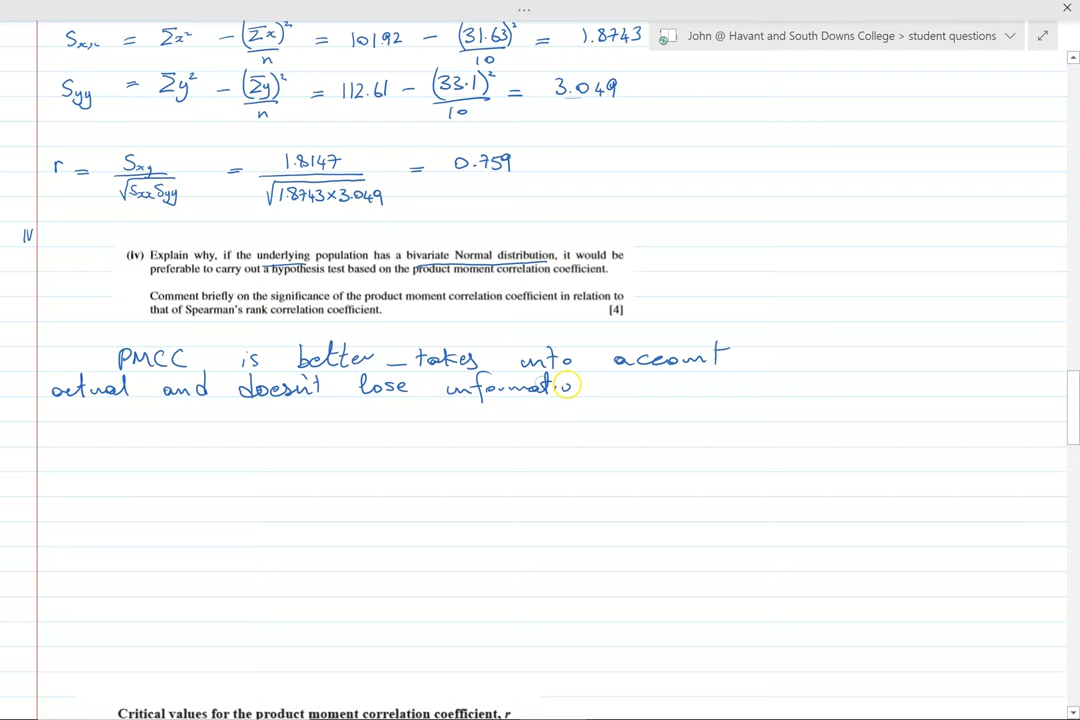 ...
John @ Havant and South Downs College > student questions
Sxx = Σx² - (Σx)²/n = 101.92 - (31.63)²/10 = 1.8743
Syy = Σy² - (Σy)²/n = 112.61 - (33.1)²/10 = 3.049
r = Sxy/√SxxSyy = 1.8147/√1.8743×3.049 = 0.759
IV
(iv) Explain why, if the underlying population has a bivariate Normal distribution, it would be
preferable to carry out a hypothesis test based on the product moment correlation coefficient.
Comment briefly on the significance of the product moment correlation coefficient in relation to
that of Spearman's rank correlation coefficient. [4]
PMCC is better - takes into account
actual and doesn't lose informatio
Critical values for the product moment correlation coefficient, r